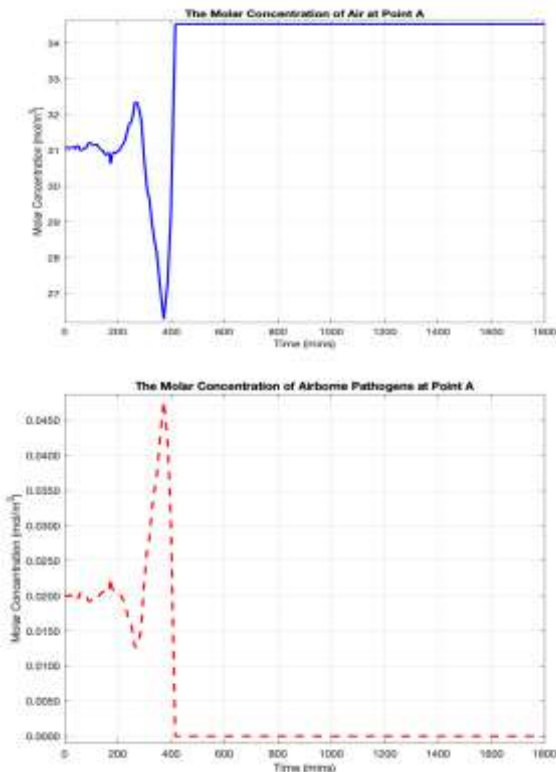 The Molar Concentration of Air at Point A
34
33
32
31
30
29
28
27
Molar Concentration (mol/m³)
0 200 400 600 800 1000 1200 1400 1600 1800
Time (mins)
The Molar Concentration of Airborne Pathogens at Point A
0.0450
0.0400
0.0350
0.0300
0.0250
0.0200
0.0150
0.0100
0.0050
0.0000
Molar Concentration (mol/m³)
0 200 400 600 800 1000 1200 1400 1600 1800
Time (mins)